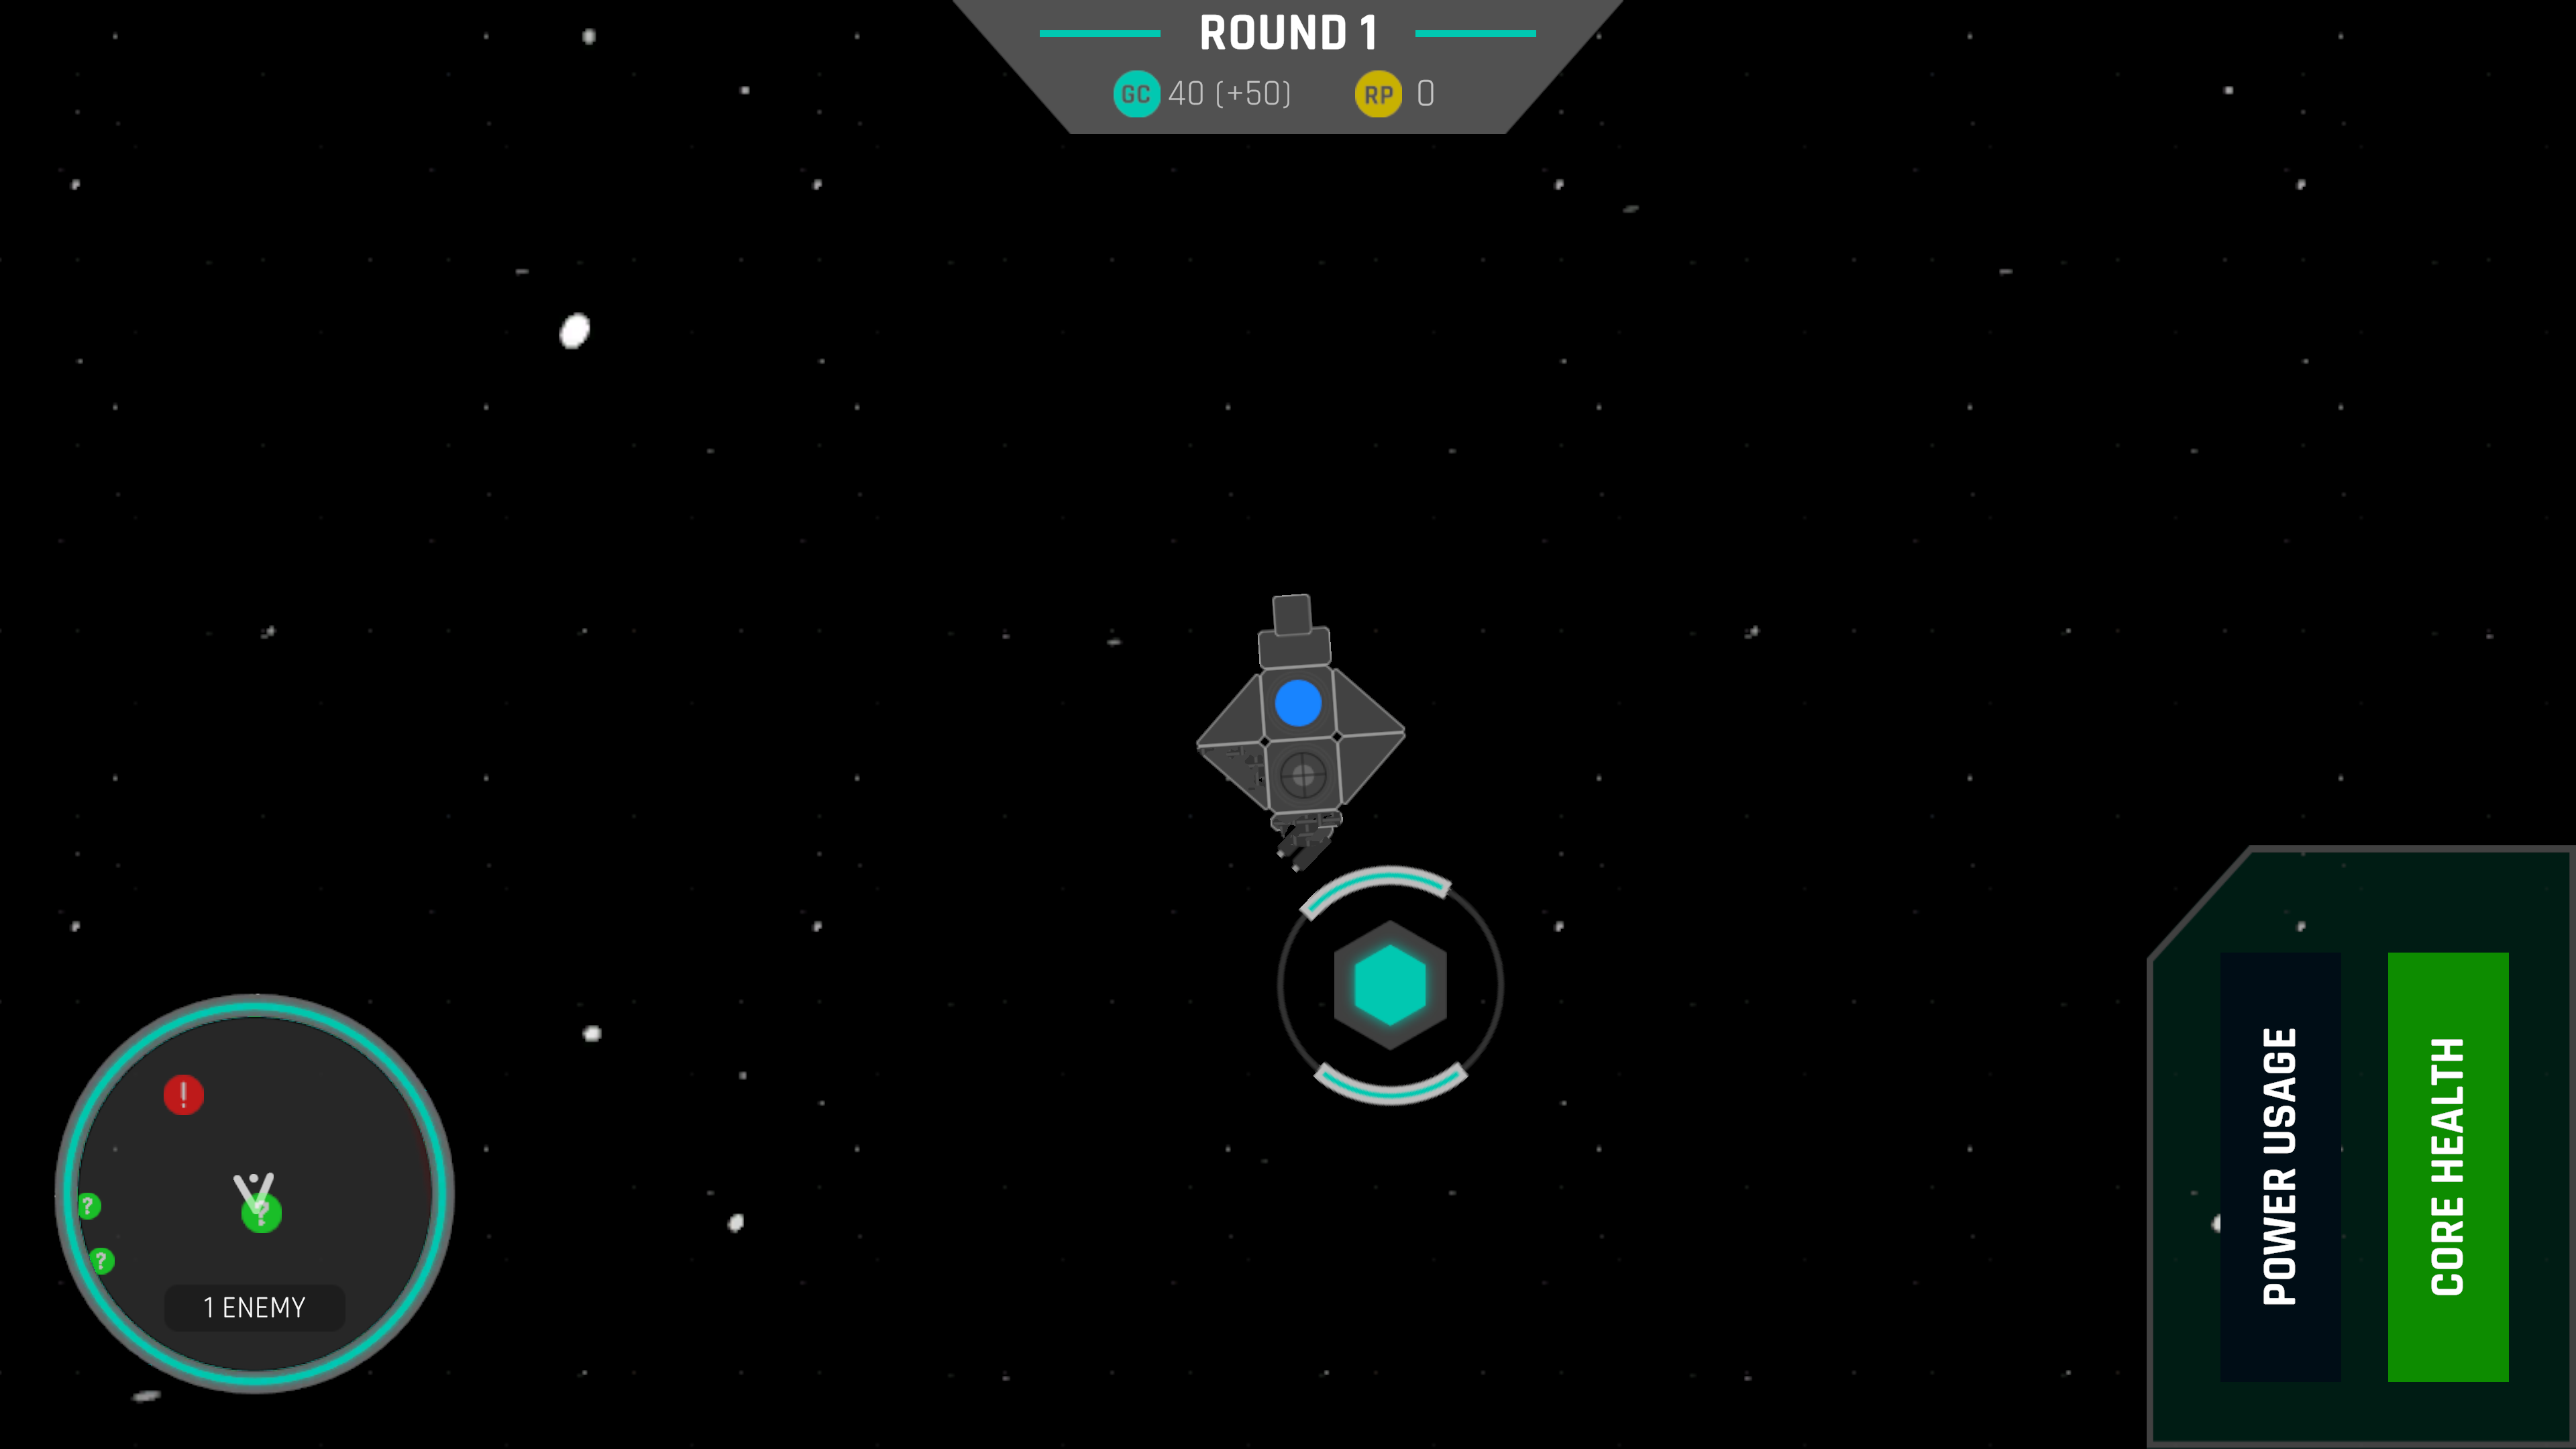 ROUND 1
GC 40 (+50) RP 0
!
?
?
?
1 ENEMY
POWER USAGE
CORE HEALTH